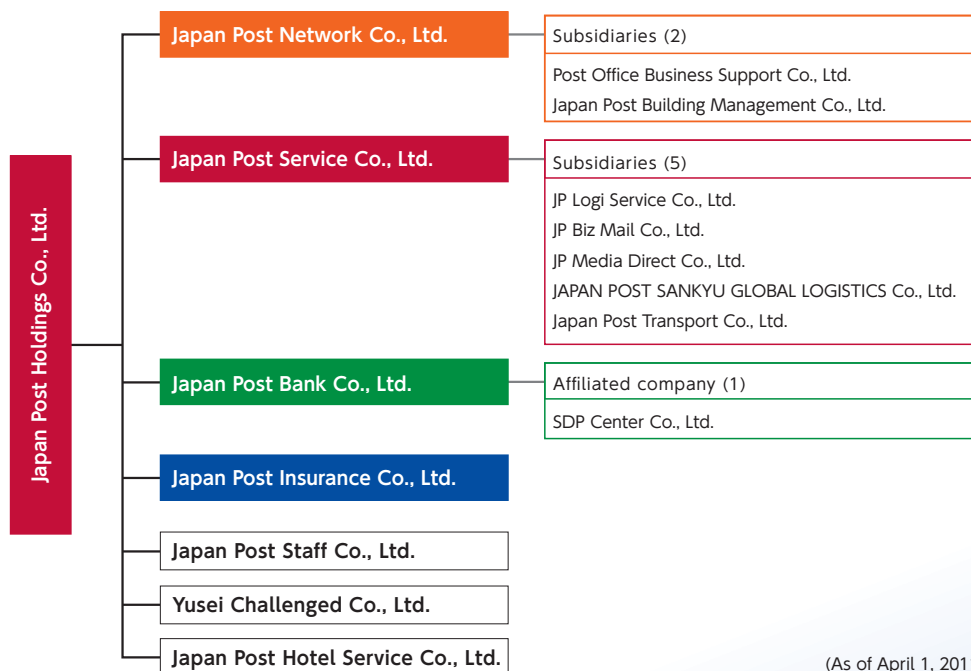 Japan Post Holdings Co., Ltd.
Japan Post Network Co., Ltd.
Subsidiaries (2)
Post Office Business Support Co., Ltd.
Japan Post Building Management Co., Ltd.
Japan Post Service Co., Ltd.
Subsidiaries (5)
JP Logi Service Co., Ltd.
JP Biz Mail Co., Ltd.
JP Media Direct Co., Ltd.
JAPAN POST SANKYU GLOBAL LOGISTICS Co., Ltd.
Japan Post Transport Co., Ltd.
Japan Post Bank Co., Ltd.
Affiliated company (1)
SDP Center Co., Ltd.
Japan Post Insurance Co., Ltd.
Japan Post Staff Co., Ltd.
Yusei Challenged Co., Ltd.
Japan Post Hotel Service Co., Ltd.
(As of April 1, 201